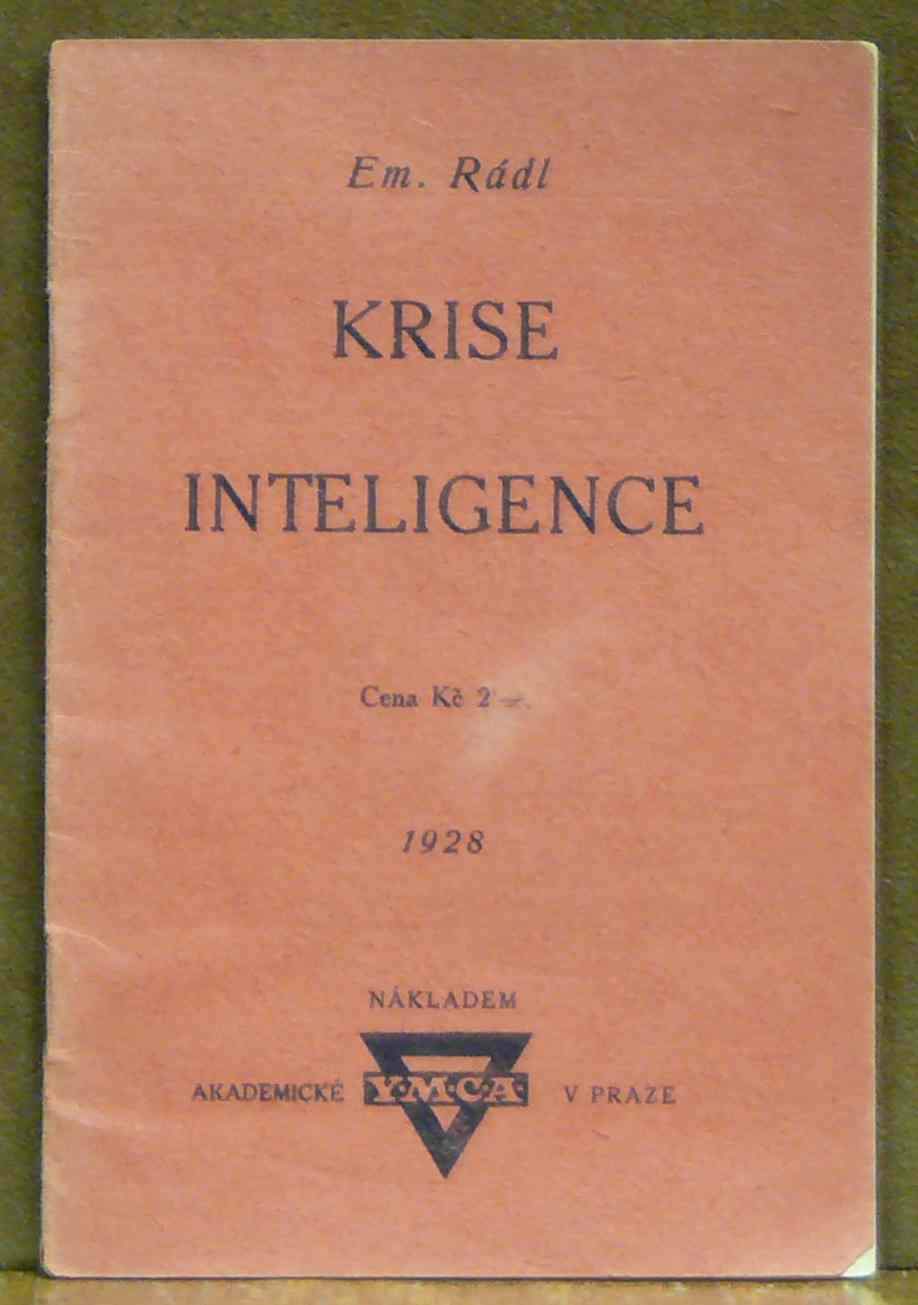 Em. Rádl
KRISE
INTELIGENCE
Cena Kč 2 —.
1928
NÁKLADEM
AKADEMICKÉ Y·M·C·A· V PRAZE